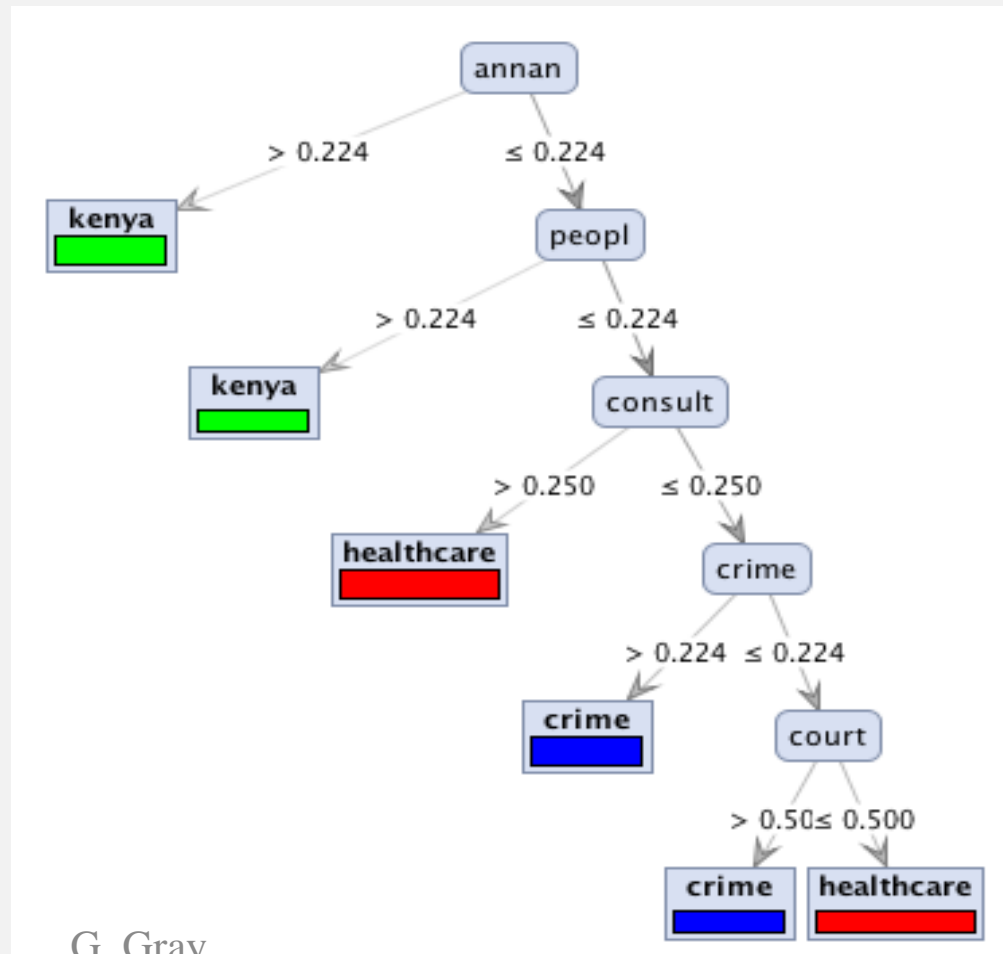 annan
> 0.224 ≤ 0.224
kenya
peopl
> 0.224 ≤ 0.224
kenya
consult
> 0.250 ≤ 0.250
healthcare
crime
> 0.224 ≤ 0.224
crime
court
> 0.50 ≤ 0.500
crime healthcare
G. Gray